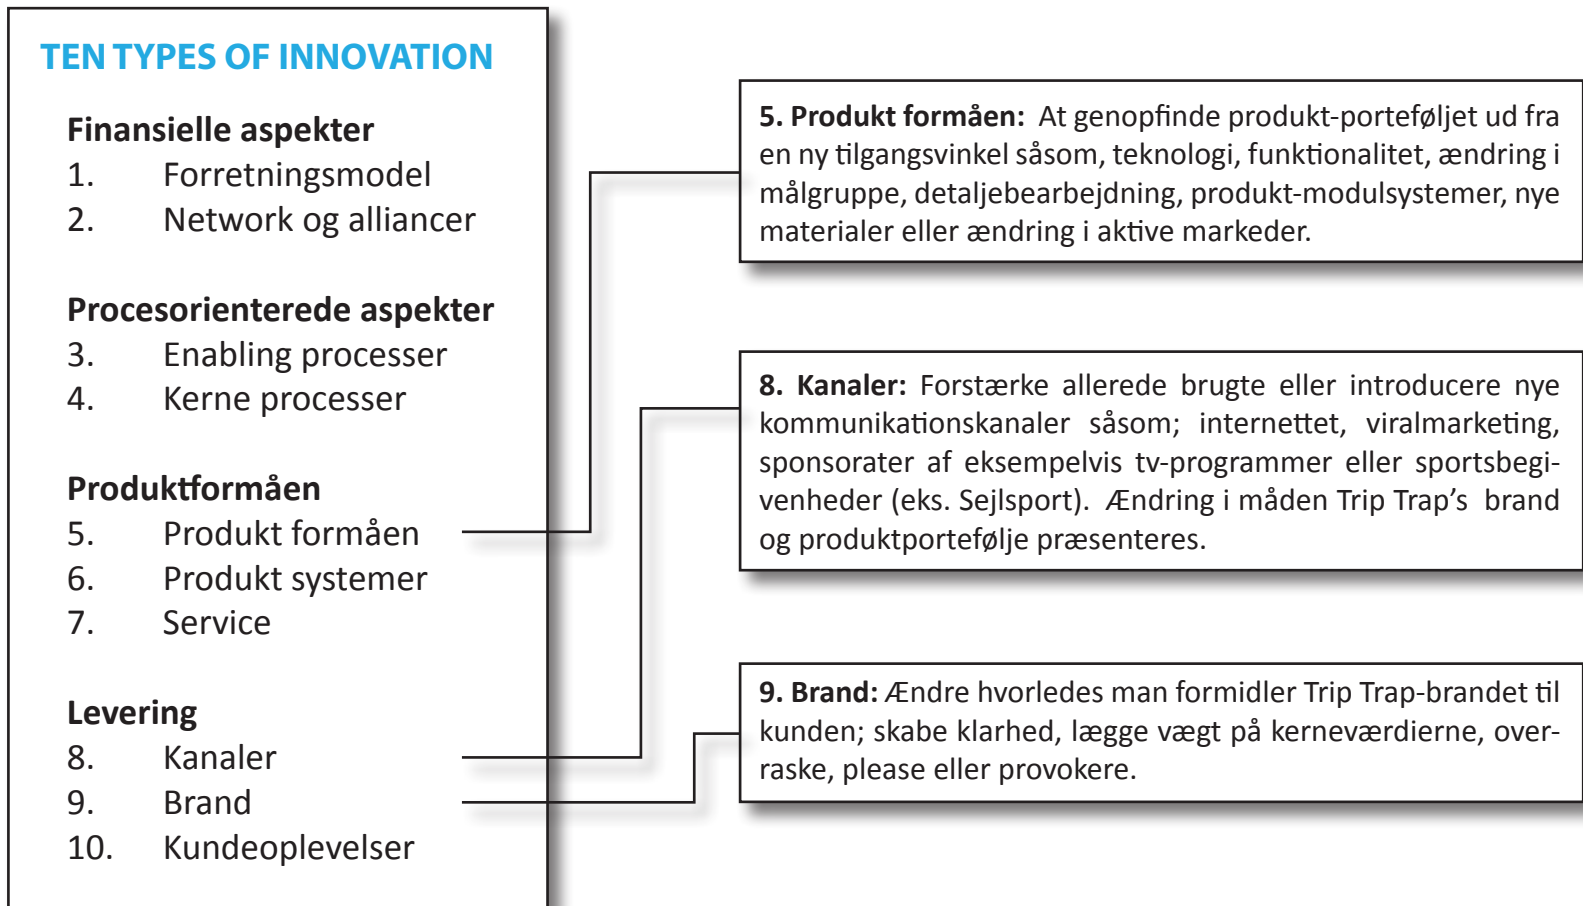 TEN TYPES OF INNOVATION
Finansielle aspekter
1. Forretningsmodel
2. Network og alliancer
Procesorienterede aspekter
3. Enabling processer
4. Kerne processer
Produktformåen
5. Produkt formåen
6. Produkt systemer
7. Service
Levering
8. Kanaler
9. Brand
10. Kundeoplevelser
5. Produkt formåen: At genopfinde produkt-porteføljet ud fra
en ny tilgangsvinkel såsom, teknologi, funktionalitet, ændring i
målgruppe, detaljebearbejdning, produkt-modulsystemer, nye
materialer eller ændring i aktive markeder.
8. Kanaler: Forstærke allerede brugte eller introducere nye
kommunikationskanaler såsom; internettet, viralmarketing,
sponsorater af eksempelvis tv-programmer eller sportsbegi-
venheder (eks. Sejlsport). Ændring i måden Trip Trap's brand
og produktportefølje præsenteres.
9. Brand: Ændre hvorledes man formidler Trip Trap-brandet til
kunden; skabe klarhed, lægge vægt på kerneværdierne, over-
raske, please eller provokere.